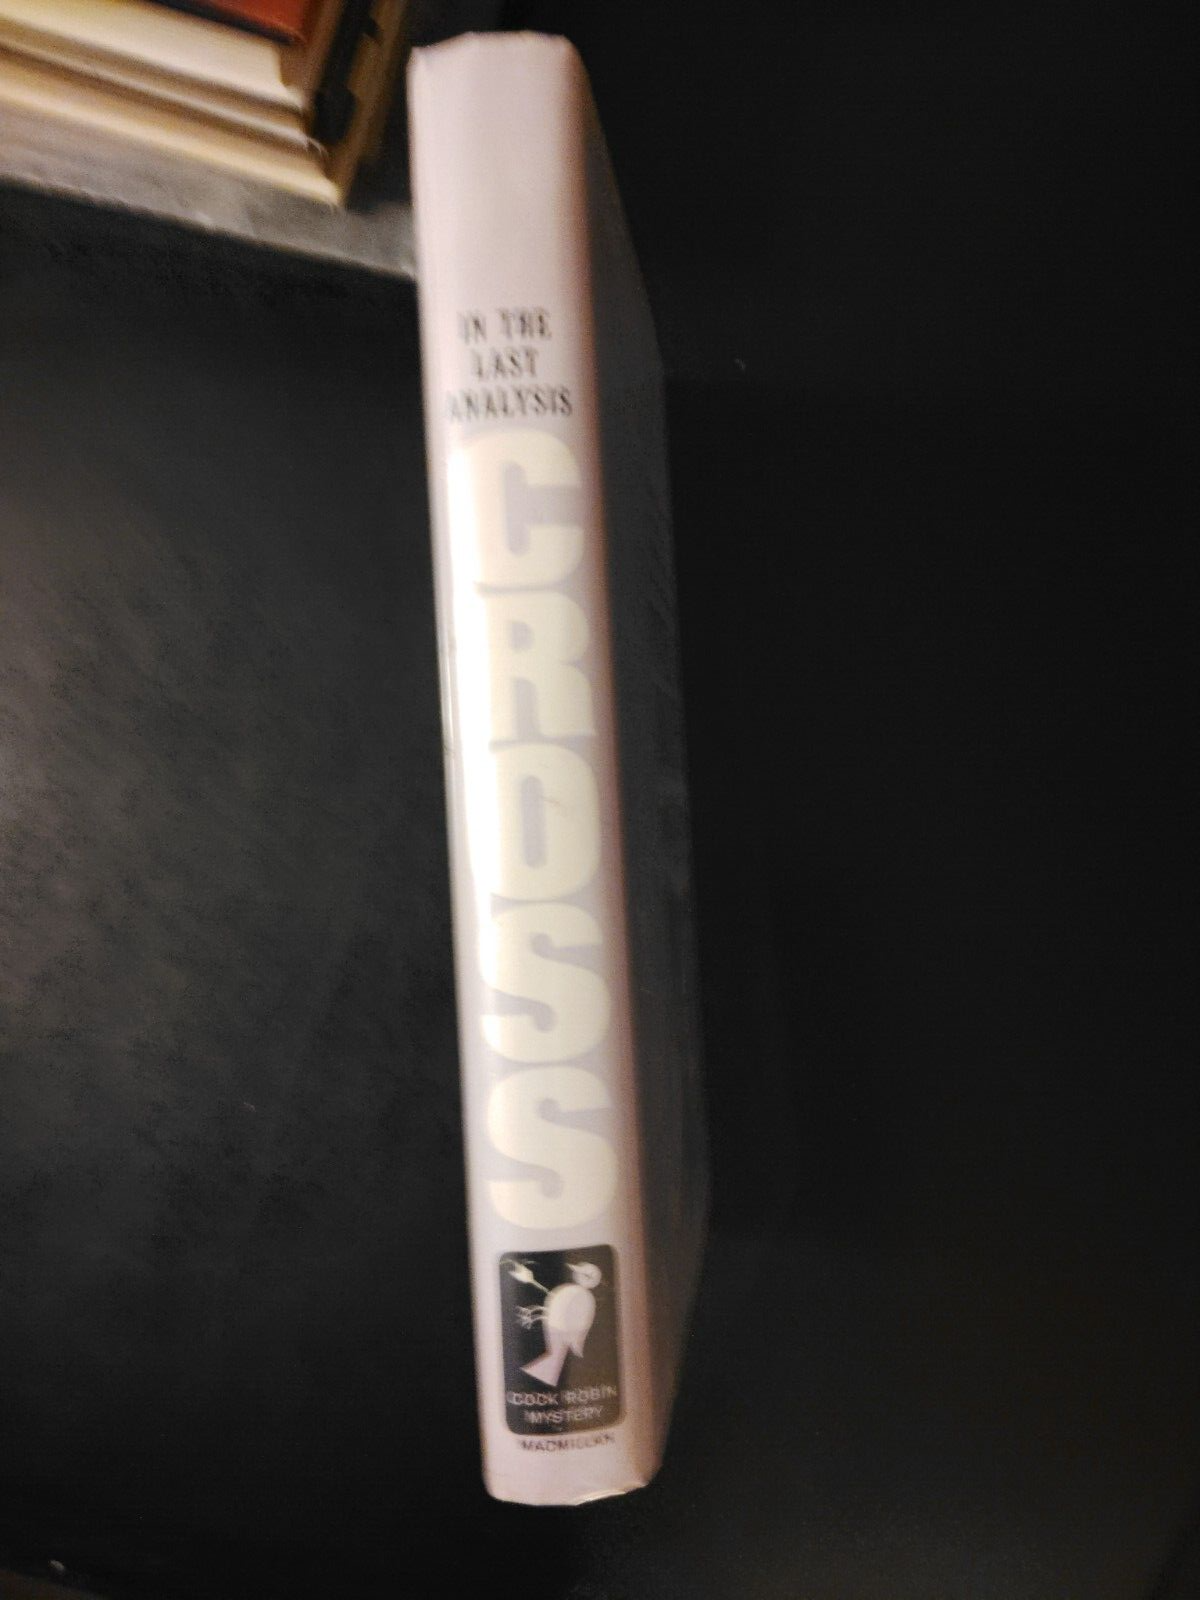 IN THE
LAST
ANALYSIS
CROSS
COCK ROBIN
MYSTERY
MACMILLAN